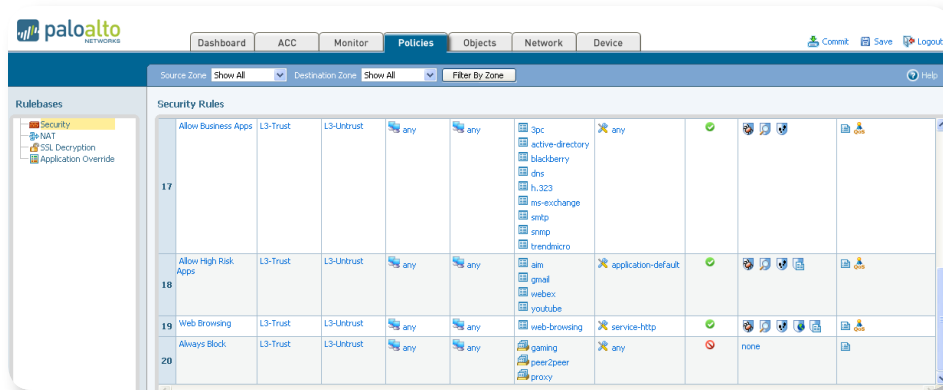 paloalto
NETWORKS
Dashboard ACC Monitor Policies Objects Network Device
Commit Save Logout
Source Zone Show All Destination Zone Show All Filter By Zone Help
Rulebases
Security
NAT
SSL Decryption
Application Override
Security Rules
17 Allow Business Apps L3-Trust L3-Untrust any any 3pc any
active-directory
blackberry
dns
h.323
ms-exchange
smtp
snmp
trendmicro
18 Allow High Risk Apps L3-Trust L3-Untrust any any aim application-default
gmail
webex
youtube
19 Web Browsing L3-Trust L3-Untrust any any web-browsing service-http
20 Always Block L3-Trust L3-Untrust any any gaming any none
peer2peer
proxy